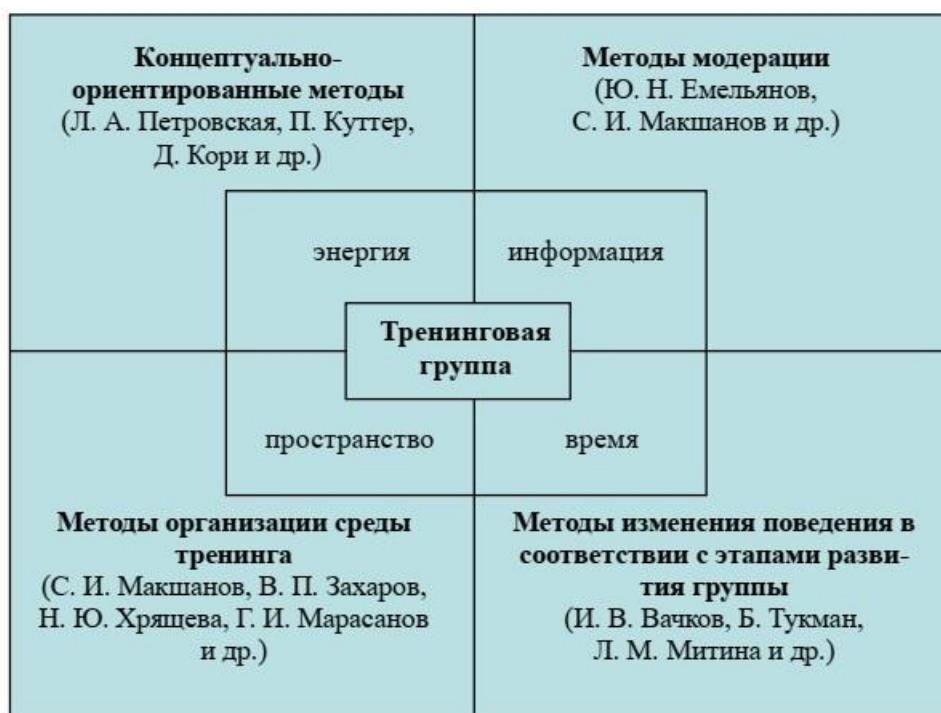 Концептуально-
ориентированные методы
(Л. А. Петровская, П. Куттер,
Д. Кори и др.)
Методы модерации
(Ю. Н. Емельянов,
С. И. Макшанов и др.)
энергия
информация
Тренинговая
группа
пространство
время
Методы организации среды
тренинга
(С. И. Макшанов, В. П. Захаров,
Н. Ю. Хрящева, Г. И. Марасанов
и др.)
Методы изменения поведения в
соответствии с этапами разви-
тия группы
(И. В. Вачков, Б. Тукман,
Л. М. Митина и др.)